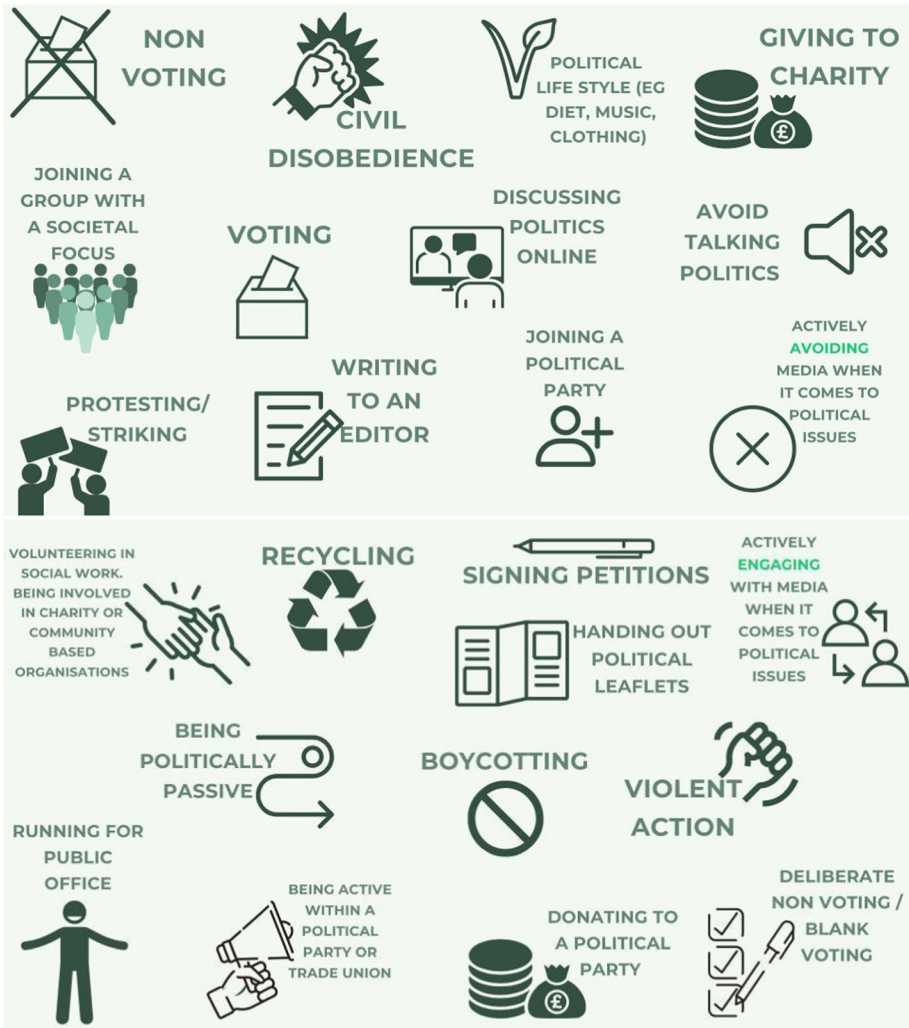 NON
VOTING
CIVIL
DISOBEDIENCE
POLITICAL
LIFE STYLE (EG
DIET, MUSIC,
CLOTHING)
GIVING TO
CHARITY
£
JOINING A
GROUP WITH
A SOCIETAL
FOCUS
VOTING
DISCUSSING
POLITICS
ONLINE
AVOID
TALKING
POLITICS
PROTESTING/
STRIKING
WRITING
TO AN
EDITOR
JOINING A
POLITICAL
PARTY
ACTIVELY
AVOIDING
MEDIA WHEN
IT COMES TO
POLITICAL
ISSUES
VOLUNTEERING IN
SOCIAL WORK.
BEING INVOLVED
IN CHARITY OR
COMMUNITY
BASED
ORGANISATIONS
RECYCLING
SIGNING PETITIONS
HANDING OUT
POLITICAL
LEAFLETS
ACTIVELY
ENGAGING
WITH MEDIA
WHEN IT
COMES TO
POLITICAL
ISSUES
BEING
POLITICALLY
PASSIVE
BOYCOTTING
VIOLENT
ACTION
RUNNING FOR
PUBLIC
OFFICE
BEING ACTIVE
WITHIN A
POLITICAL
PARTY OR
TRADE UNION
DONATING TO
A POLITICAL
PARTY
£
DELIBERATE
NON VOTING /
BLANK
VOTING